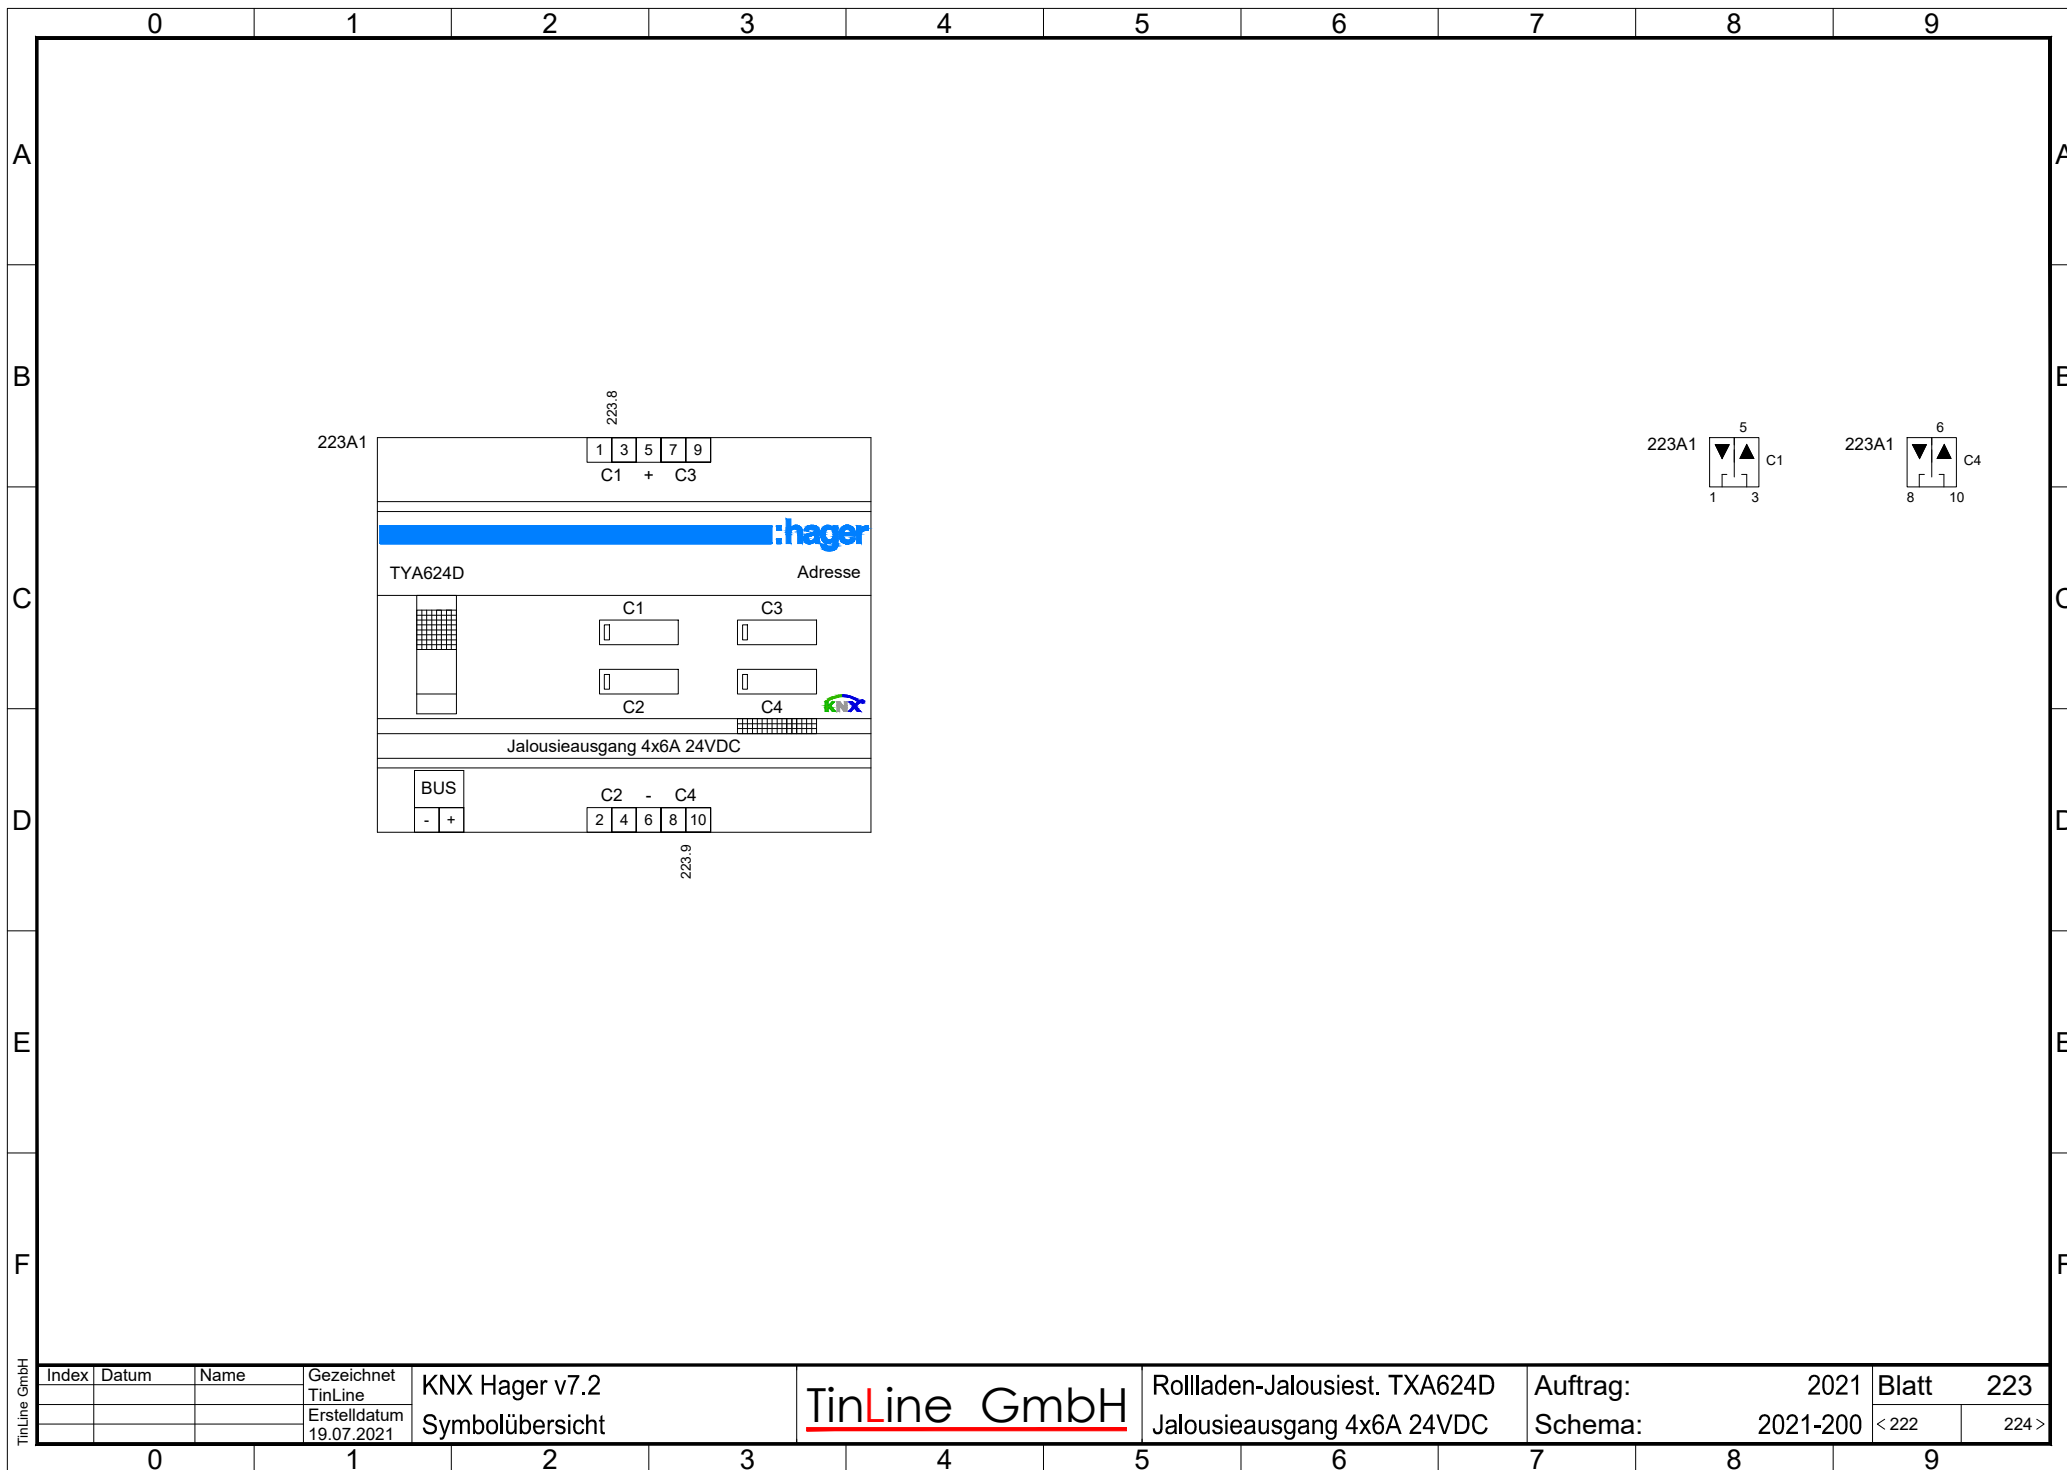 0 1 2 3 4 5 6 7 8 9
A A
B B
223.8
223A1
1 3 5 7 9
C1 + C3
223A1 5 C1
1 3
223A1 6 C4
8 10
:hager
TYA624D Adresse
C C
C1 C3
C2 C4
KNX
Jalousieausgang 4x6A 24VDC
BUS
- +
C2 - C4
2 4 6 8 10
D D
223.9
E E
F F
TinLine GmbH
Index Datum Name
Gezeichnet
TinLine
Erstelldatum
19.07.2021
KNX Hager v7.2
Symbolübersicht
TinLine GmbH
Rollladen-Jalousiest. TXA624D
Jalousieausgang 4x6A 24VDC
Auftrag: 2021
Schema: 2021-200
Blatt 223
< 222 224 >
0 1 2 3 4 5 6 7 8 9